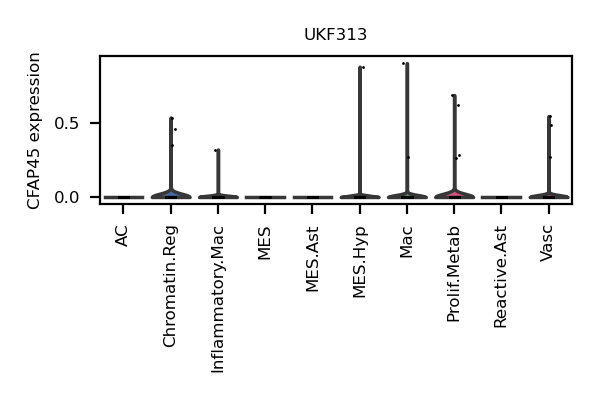 UKF313
CFAP45 expression
0.5
0.0
AC
Chromatin.Reg
Inflammatory.Mac
MES
MES.Ast
MES.Hyp
Mac
Prolif.Metab
Reactive.Ast
Vasc